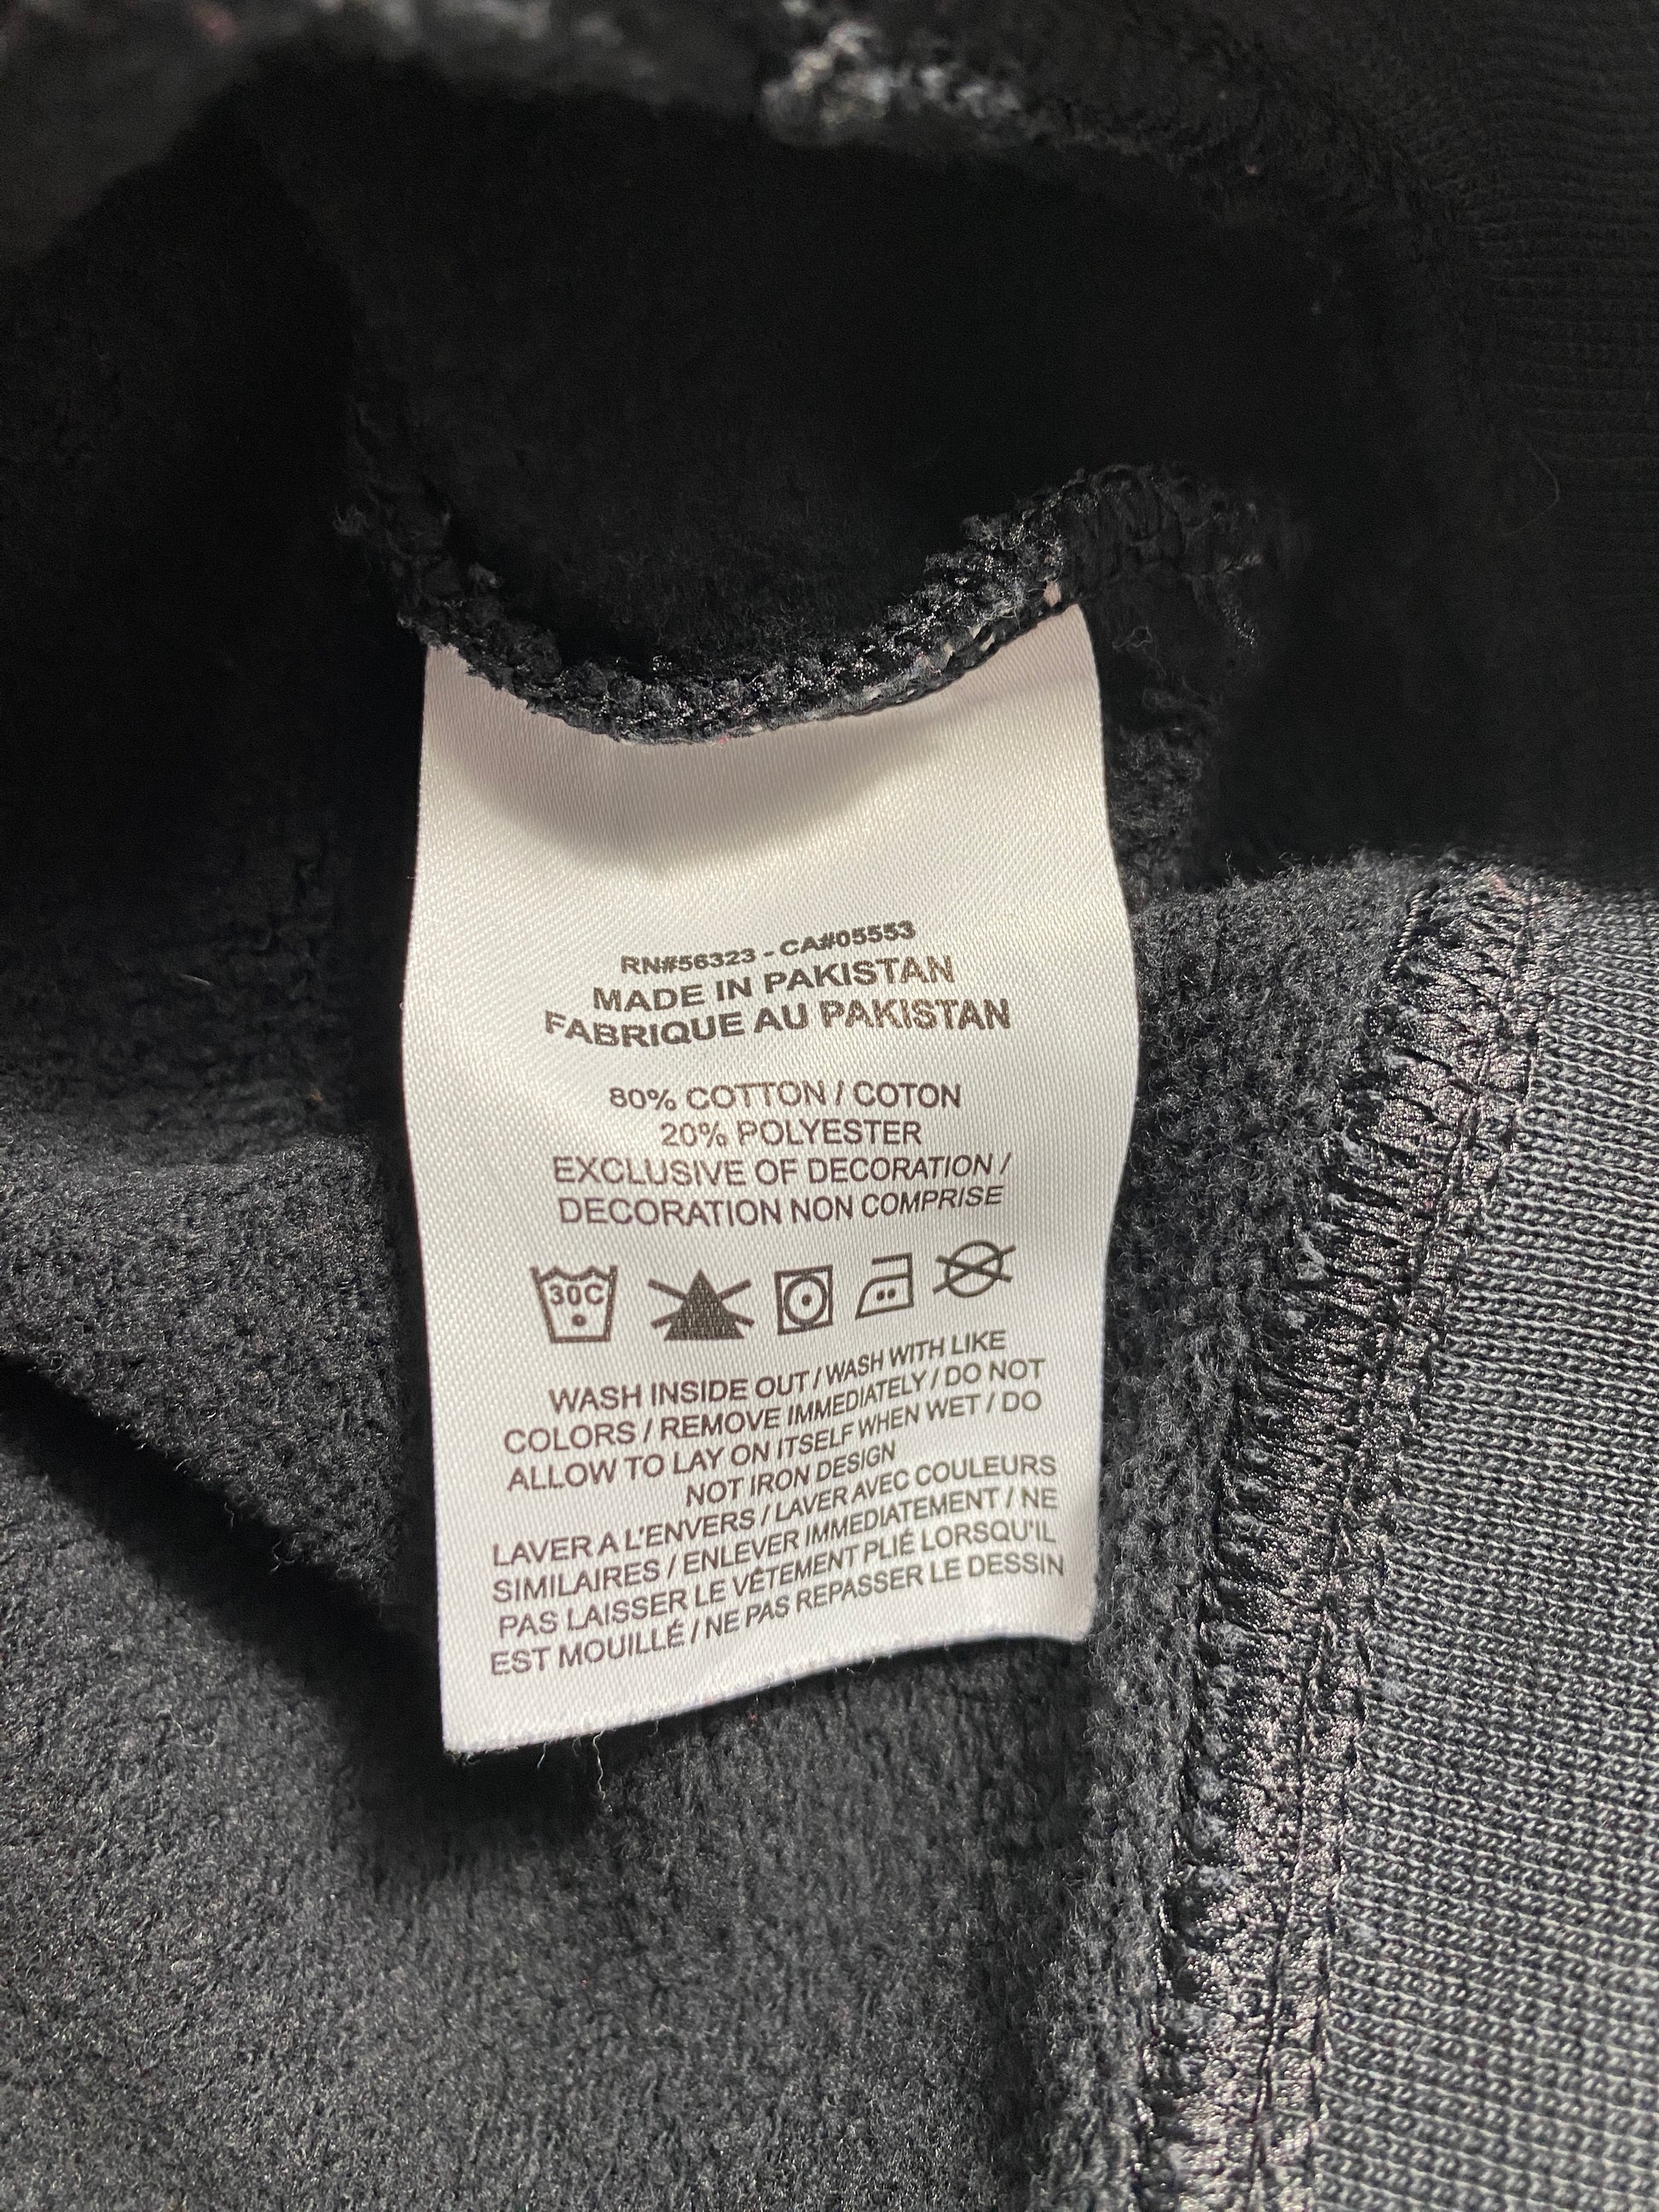 RN#56323 - CA#05553
MADE IN PAKISTAN
FABRIQUE AU PAKISTAN
80% COTTON / COTON
20% POLYESTER
EXCLUSIVE OF DECORATION /
DECORATION NON COMPRISE
30C
WASH INSIDE OUT / WASH WITH LIKE
COLORS / REMOVE IMMEDIATELY / DO NOT
ALLOW TO LAY ON ITSELF WHEN WET / DO
NOT IRON DESIGN
LAVER A L'ENVERS / LAVER AVEC COULEURS
SIMILAIRES / ENLEVER IMMEDIATEMENT / NE
PAS LAISSER LE VÊTEMENT PLIÉ LORSQU'IL
EST MOUILLÉ / NE PAS REPASSER LE DESSIN